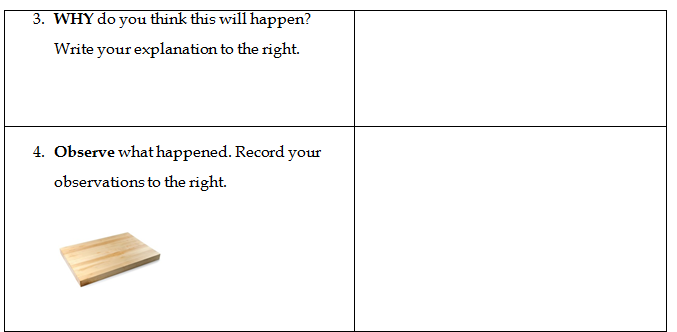 3. WHY do you think this will happen?
Write your explanation to the right.
4. Observe what happened. Record your
observations to the right.